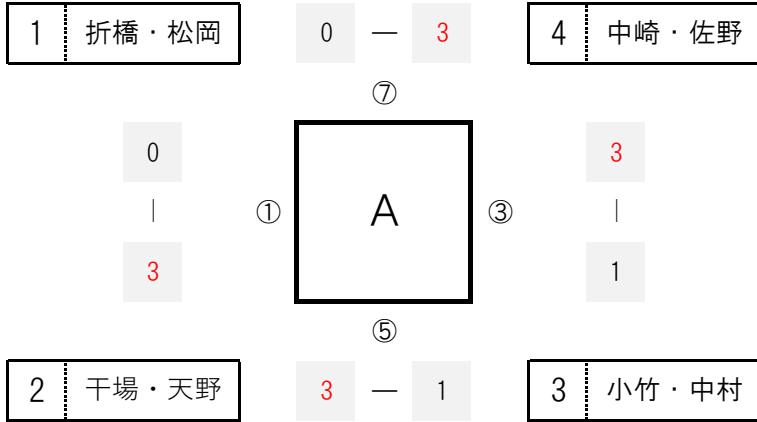 1 折橋・松岡 0 — 3 4 中崎・佐野
⑦
0 3
| ① A ③ |
3 1
⑤
2 干場・天野 3 — 1 3 小竹・中村